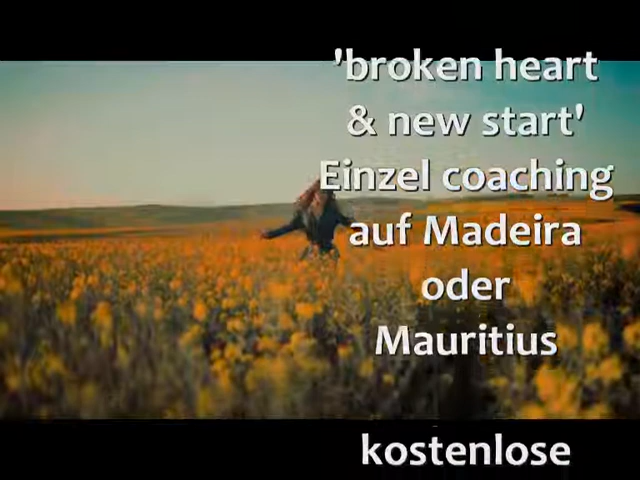 'broken heart
& new start'
Einzel coaching
auf Madeira
oder
Mauritius
kostenlose